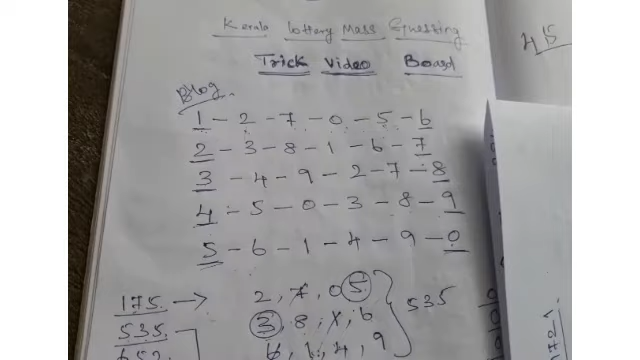 Kerala Lottery Mass Guessing
Trick Video Board
45
Blog.
1 - 2 - 7 - 0 - 5 - 6
2 - 3 - 8 - 1 - 6 - 7
3 - 4 - 9 - 2 - 7 - 8
4 - 5 - 0 - 3 - 8 - 9
5 - 6 - 1 - 4 - 9 - 0
175 → 2, 7, 0 5
535 3, 8, 1, 6
535
652 6, 1, 4, 9